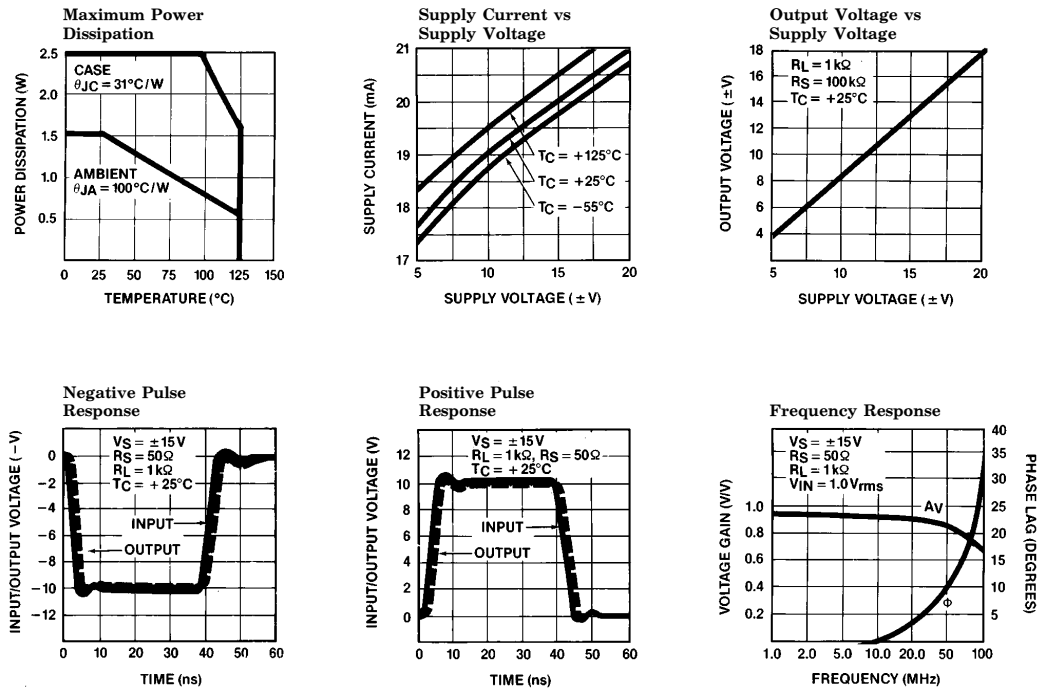 Maximum Power
Dissipation
2.5
2.0
1.5
1.0
0.5
CASE
θJC = 31°C/W
AMBIENT
θJA = 100°C/W
0 25 50 75 100 125 150
POWER DISSIPATION (W)
TEMPERATURE (°C)
Supply Current vs
Supply Voltage
21
20
19
18
17
TC = +125°C
TC = +25°C
TC = −55°C
5 10 15 20
SUPPLY CURRENT (mA)
SUPPLY VOLTAGE (± V)
Output Voltage vs
Supply Voltage
18
16
14
12
10
8
6
4
2
RL = 1kΩ
RS = 100kΩ
TC = +25°C
5 10 15 20
OUTPUT VOLTAGE (±V)
SUPPLY VOLTAGE (± V)
Negative Pulse
Response
0
−2
−4
−6
−8
−10
−12
VS = ±15V
RS = 50Ω
RL = 1kΩ
TC = +25°C
INPUT
OUTPUT
0 10 20 30 40 50 60
INPUT/OUTPUT VOLTAGE (−V)
TIME (ns)
Positive Pulse
Response
12
10
8
6
4
2
0
VS = ±15V
RL = 1kΩ, RS = 50Ω
TC = +25°C
INPUT
OUTPUT
0 10 20 30 40 50 60
INPUT/OUTPUT VOLTAGE (V)
TIME (ns)
Frequency Response
VS = ±15V
RS = 50Ω
RL = 1kΩ
VIN = 1.0Vrms
1.0
0.8
0.6
0.4
0.2
AV
Φ
40
35
30
25
20
15
10
5
1.0 2.0 5.0 10.0 20.0 50 100
VOLTAGE GAIN (V/V)
PHASE LAG (DEGREES)
FREQUENCY (MHz)